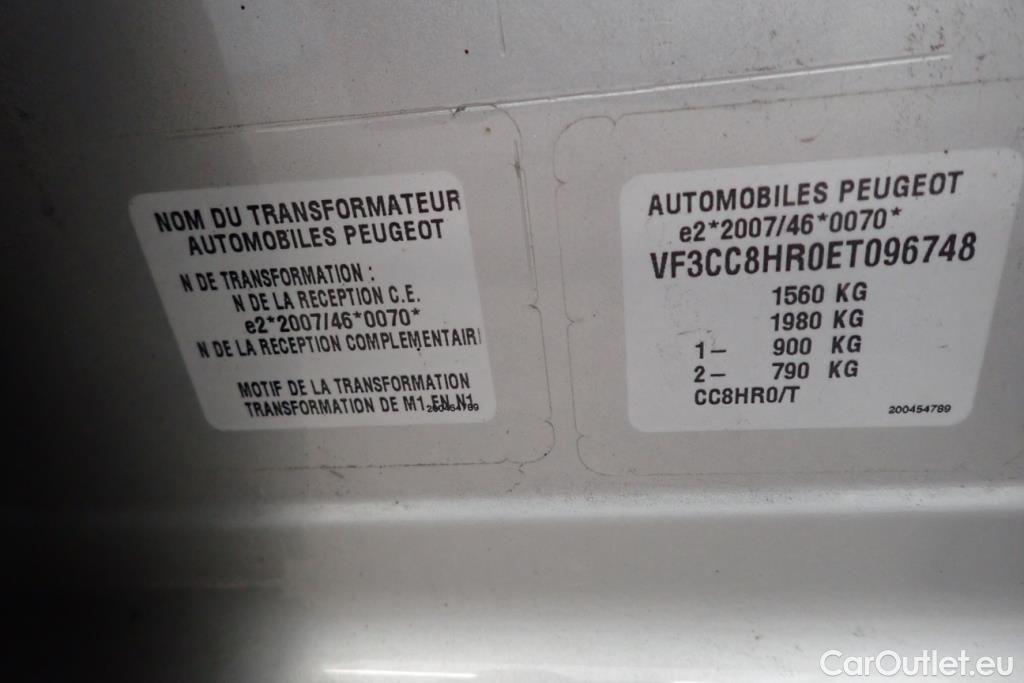 NOM DU TRANSFORMATEUR
AUTOMOBILES PEUGEOT
N DE TRANSFORMATION :
N DE LA RECEPTION C.E.
e2*2007/46*0070*
N DE LA RECEPTION COMPLEMENTAIR
MOTIF DE LA TRANSFORMATION
TRANSFORMATION DE M1 EN N1
200454789
AUTOMOBILES PEUGEOT
e2*2007/46*0070*
VF3CC8HR0ET096748
1560 KG
1980 KG
1– 900 KG
2– 790 KG
CC8HR0/T
200454789
CarOutlet.eu